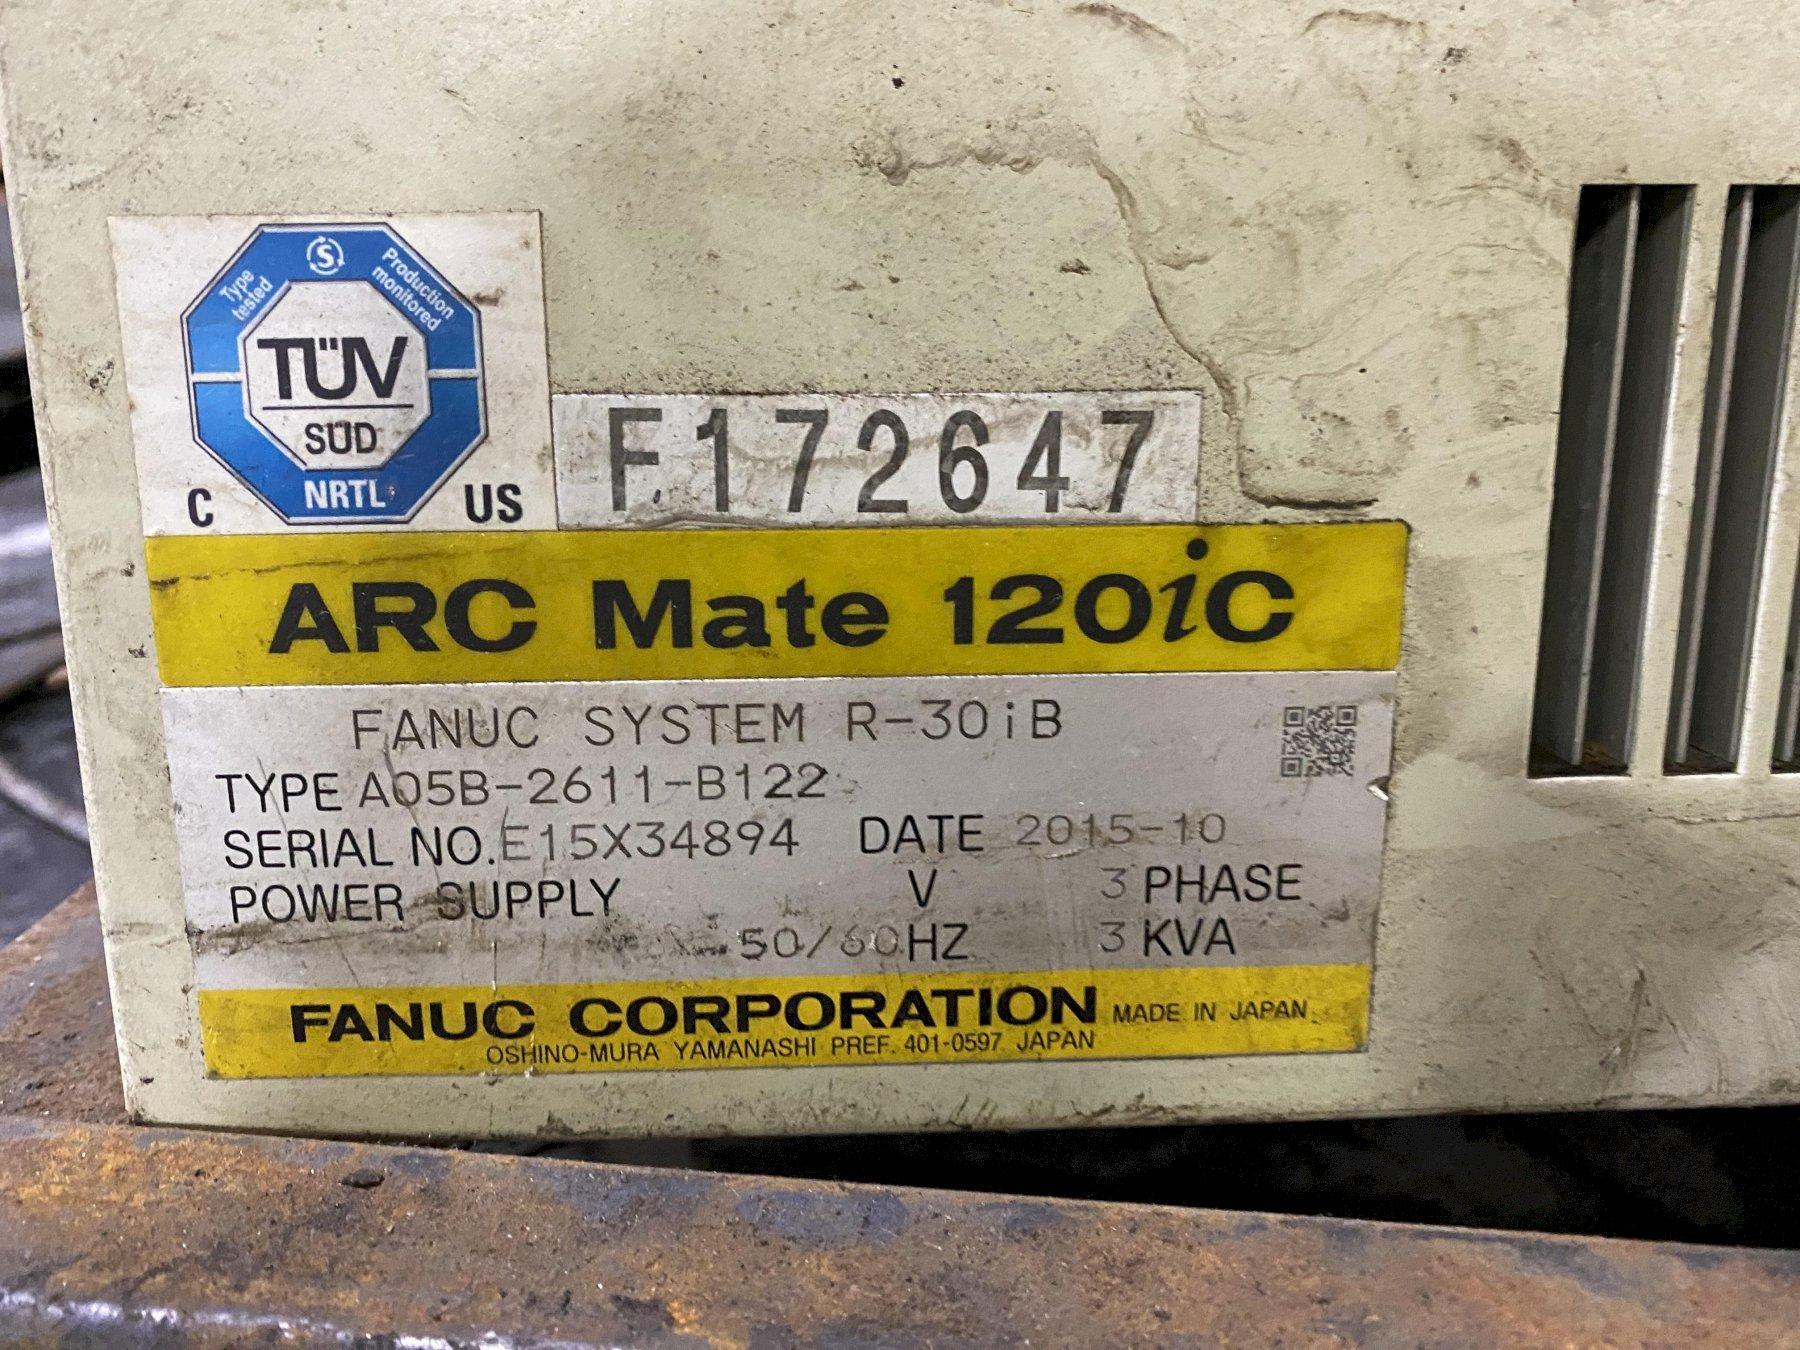 S
Type tested
Production monitored
TÜV
SÜD
NRTL
C US
F172647
ARC Mate 120iC
FANUC SYSTEM R-30iB
TYPE A05B-2611-B122
SERIAL NO. E15X34894 DATE 2015-10
POWER SUPPLY V 3 PHASE
50/60 HZ 3 KVA
FANUC CORPORATION MADE IN JAPAN
OSHINO-MURA YAMANASHI PREF. 401-0597 JAPAN